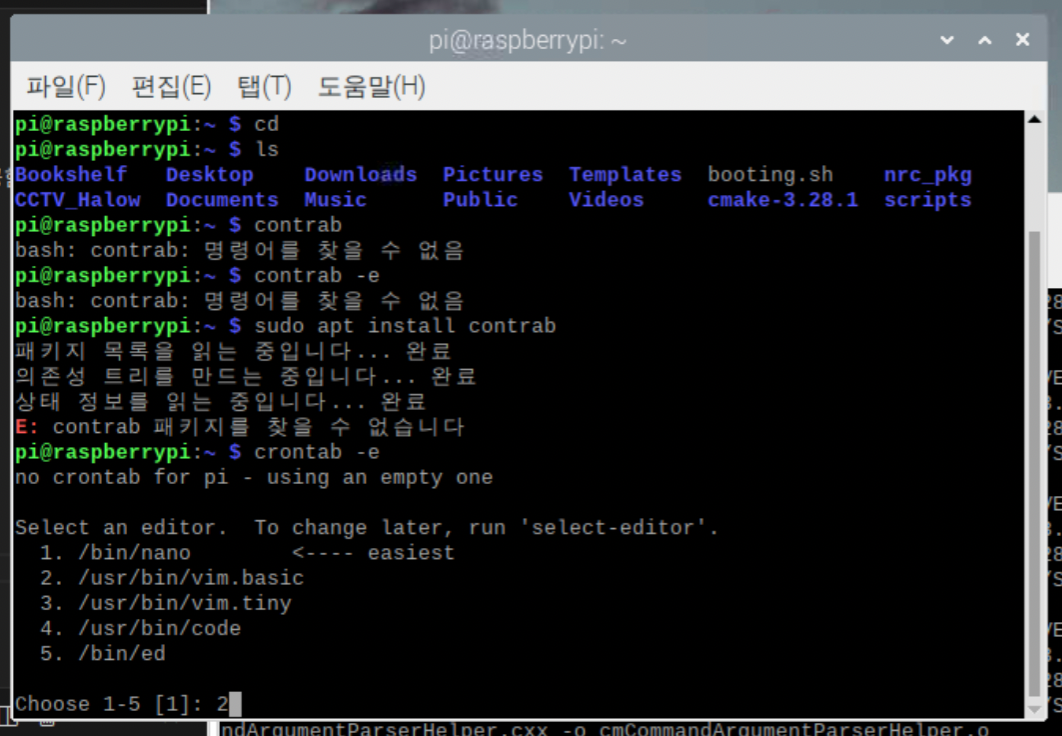 pi@raspberrypi: ~
파일(F) 편집(E) 탭(T) 도움말(H)
pi@raspberrypi:~ $ cd
pi@raspberrypi:~ $ ls
Bookshelf Desktop Downloads Pictures Templates booting.sh nrc_pkg
CCTV_Halow Documents Music Public Videos cmake-3.28.1 scripts
pi@raspberrypi:~ $ contrab
bash: contrab: 명령어를 찾을 수 없음
pi@raspberrypi:~ $ contrab -e
bash: contrab: 명령어를 찾을 수 없음
pi@raspberrypi:~ $ sudo apt install contrab
패키지 목록을 읽는 중입니다... 완료
의존성 트리를 만드는 중입니다... 완료
상태 정보를 읽는 중입니다... 완료
E: contrab 패키지를 찾을 수 없습니다
pi@raspberrypi:~ $ crontab -e
no crontab for pi - using an empty one
Select an editor.  To change later, run 'select-editor'.
1. /bin/nano <---- easiest
2. /usr/bin/vim.basic
3. /usr/bin/vim.tiny
4. /usr/bin/code
5. /bin/ed
Choose 1-5 [1]: 2
ndArgumentParserHelper.cxx -o cmCommandArgumentParserHelper.o